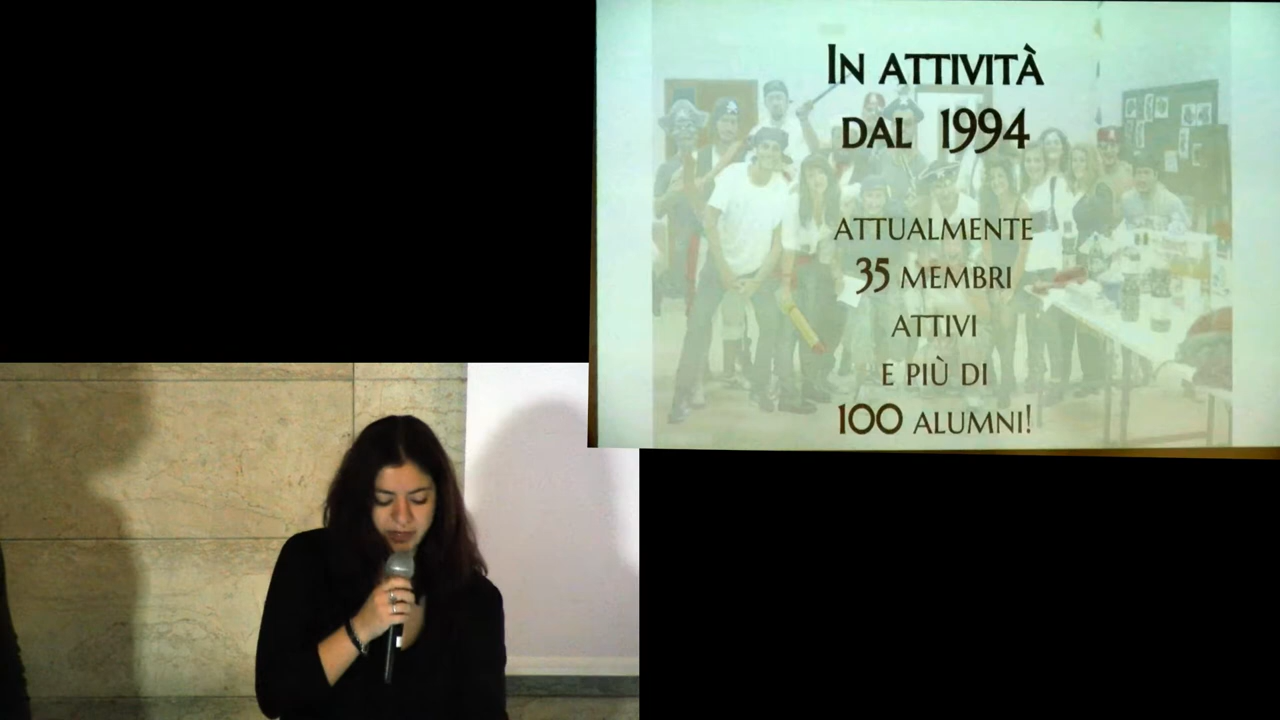 IN ATTIVITÀ
DAL 1994
ATTUALMENTE
35 MEMBRI
ATTIVI
E PIÙ DI
100 ALUMNI!